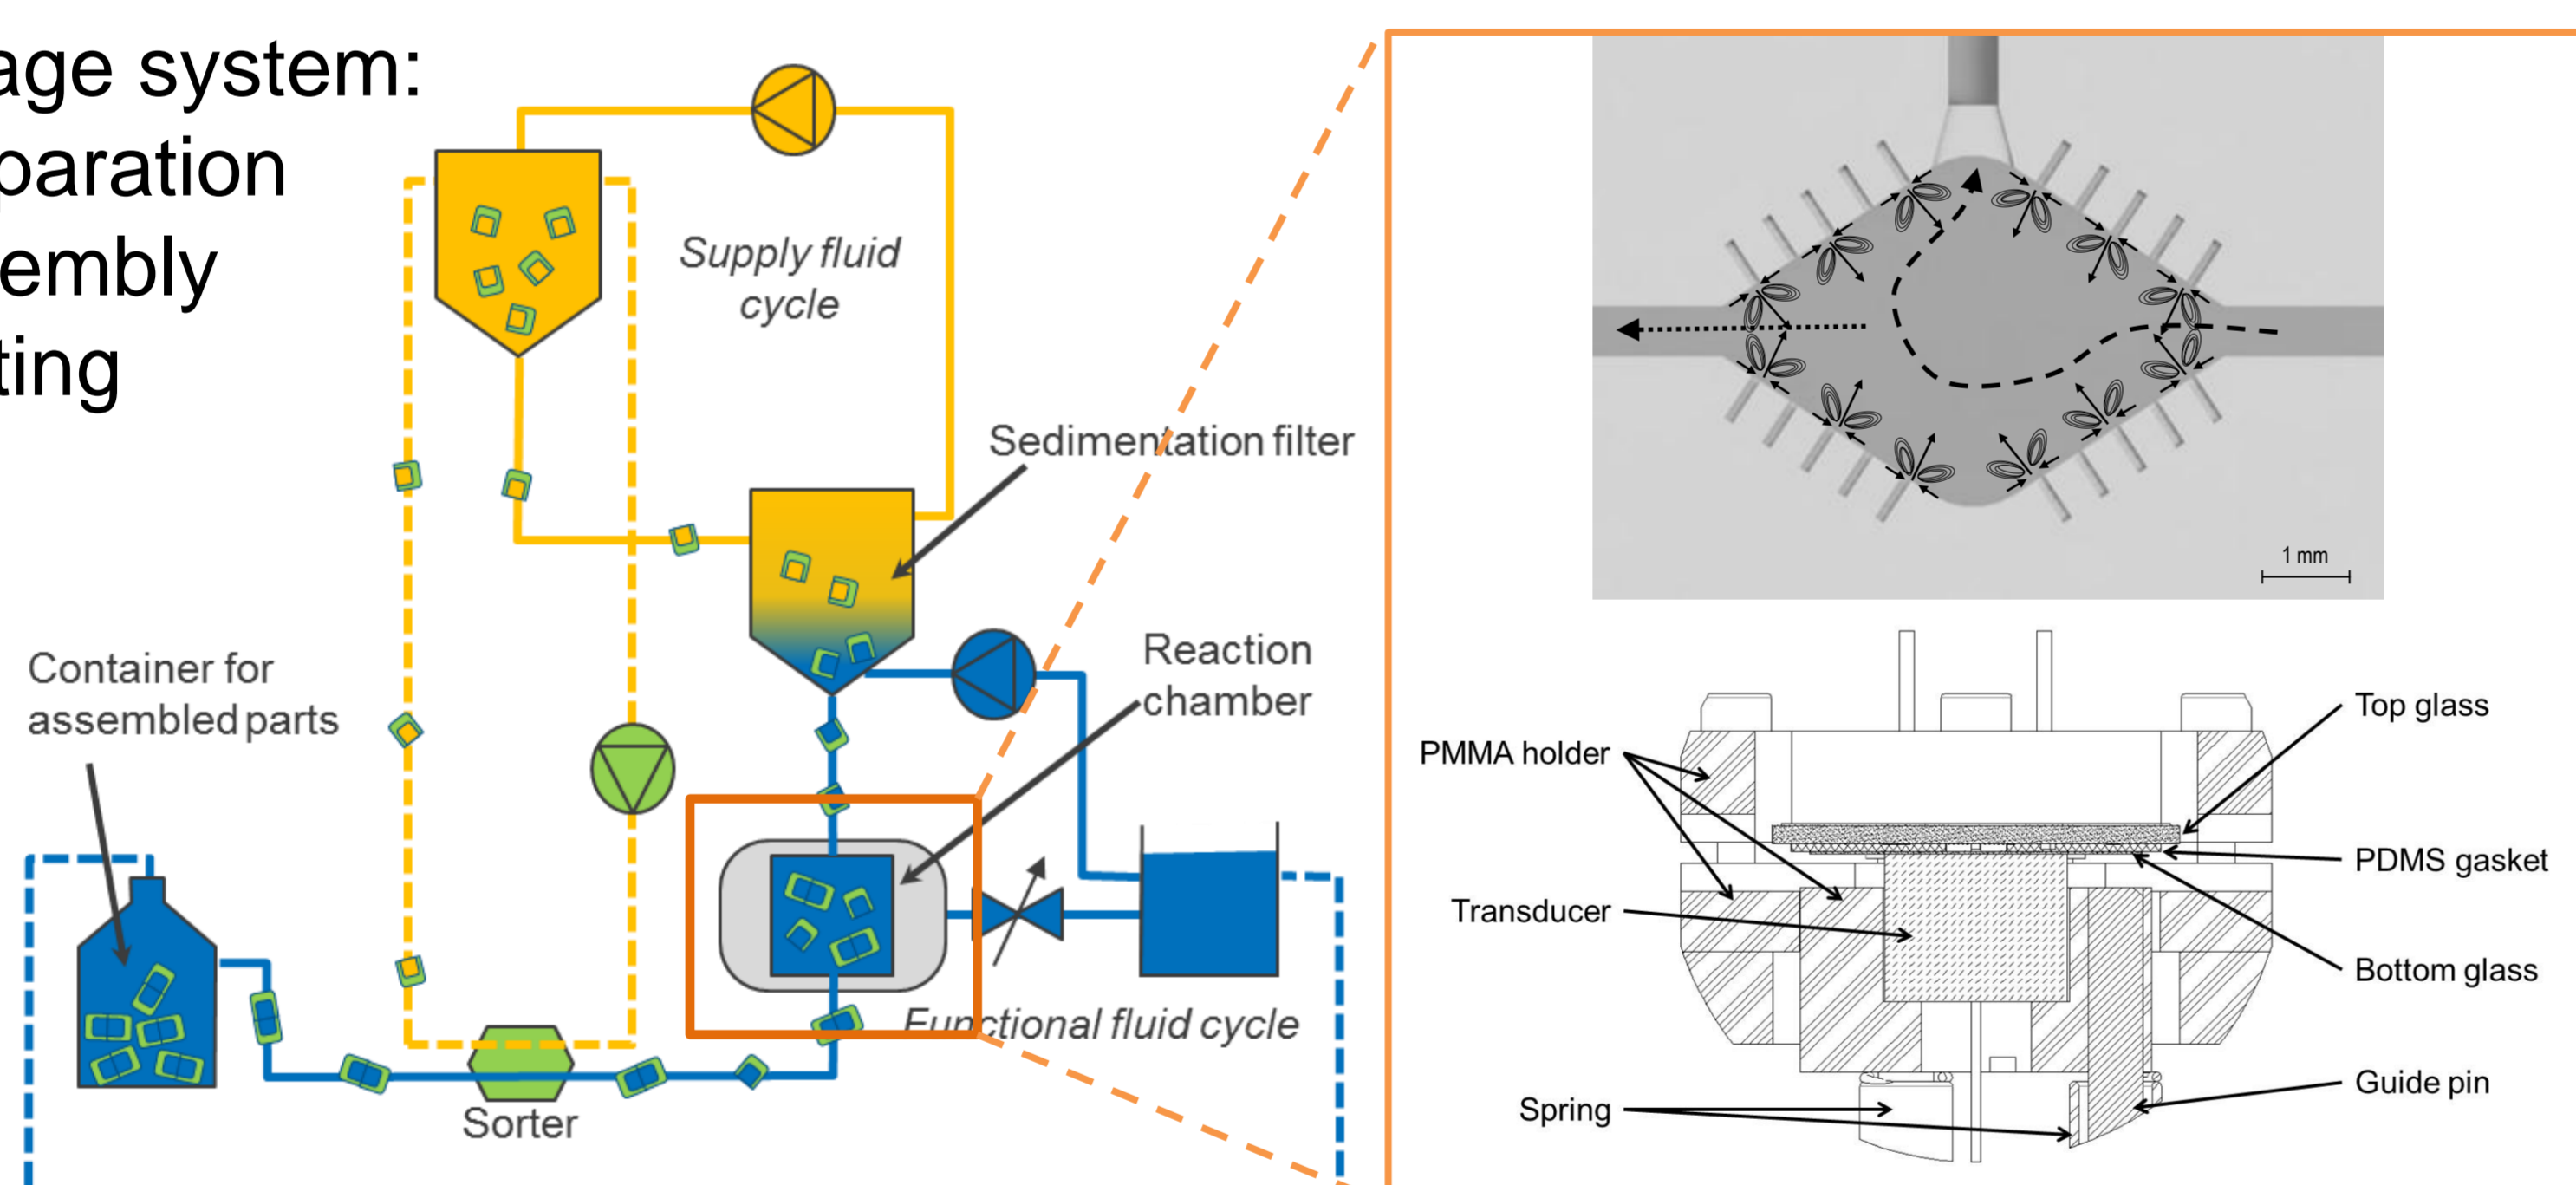 age system:
paration
embly
ting
Supply fluid
cycle
Sedimentation filter
Container for
assembled parts
Reaction
chamber
Functional fluid cycle
Sorter
1 mm
PMMA holder
Transducer
Spring
Top glass
PDMS gasket
Bottom glass
Guide pin